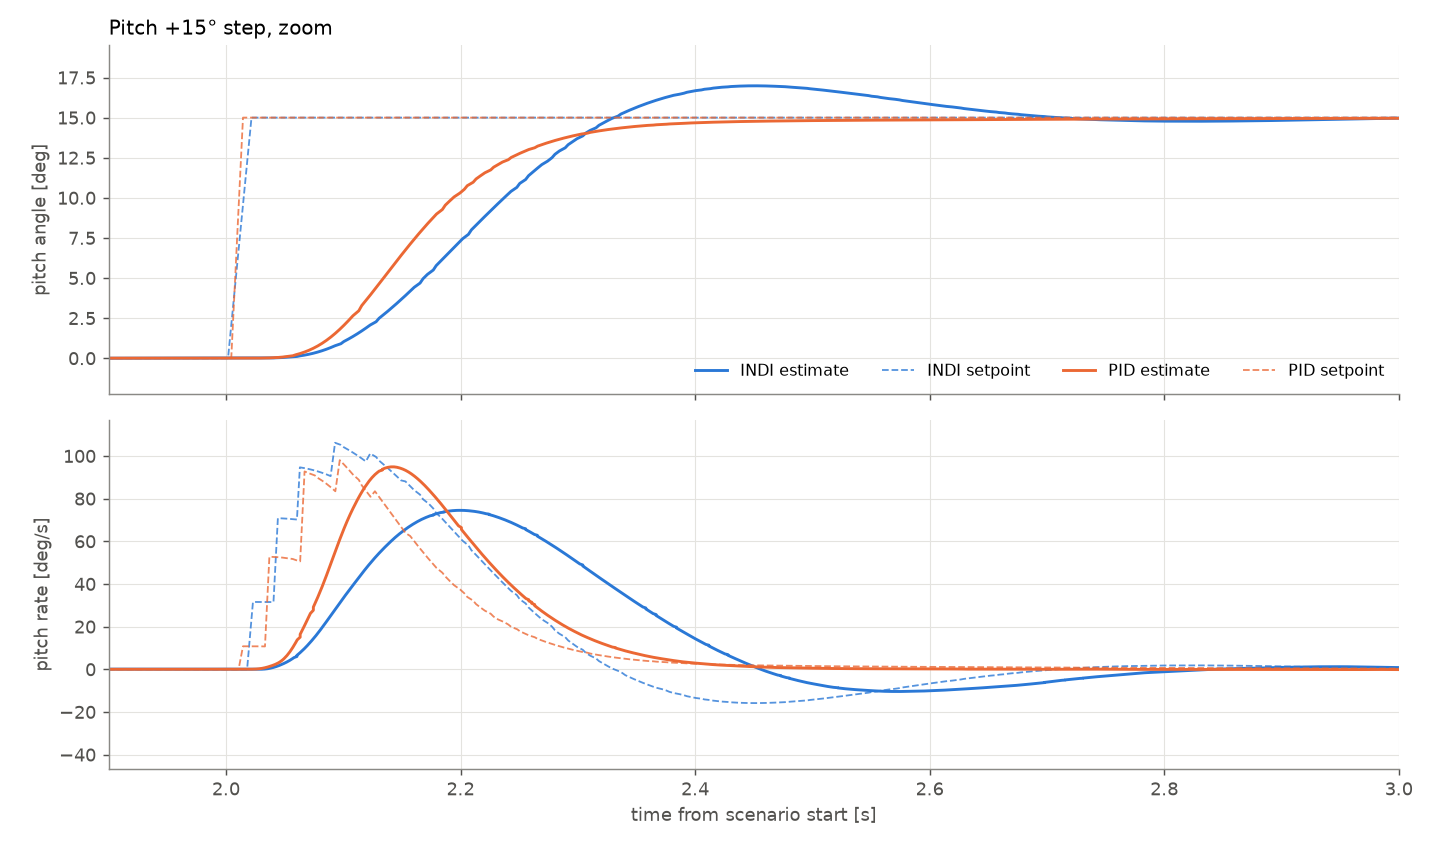 Pitch +15° step, zoom
pitch angle [deg]
17.5
15.0
12.5
10.0
7.5
5.0
2.5
0.0
INDI estimate INDI setpoint PID estimate PID setpoint
pitch rate [deg/s]
100
80
60
40
20
0
−20
−40
2.0 2.2 2.4 2.6 2.8 3.0
time from scenario start [s]